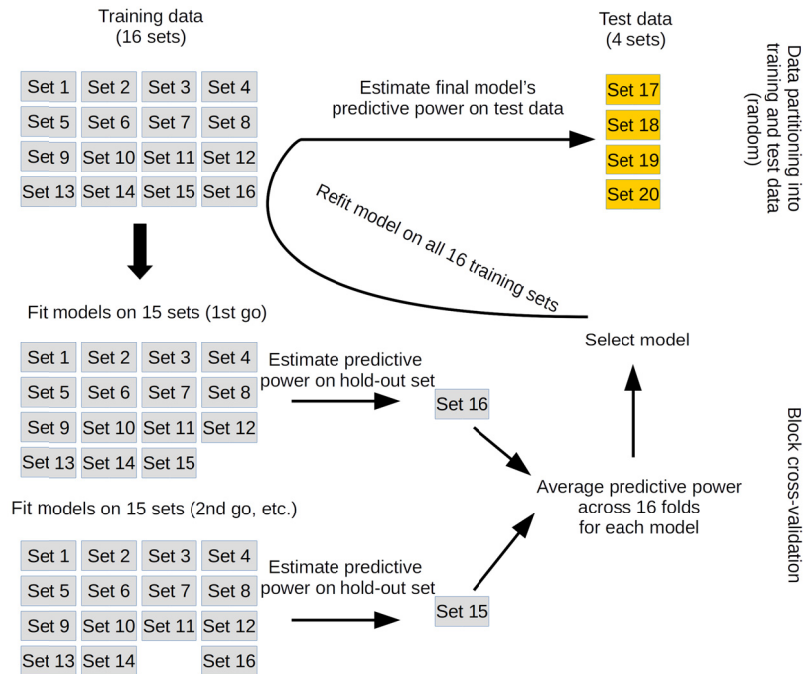 Training data
(16 sets)
Test data
(4 sets)
Data partitioning into
training and test data
(random)
Set 1 Set 2 Set 3 Set 4
Set 5 Set 6 Set 7 Set 8
Set 9 Set 10 Set 11 Set 12
Set 13 Set 14 Set 15 Set 16
Estimate final model's
predictive power on test data
Set 17
Set 18
Set 19
Set 20
Refit model on all 16 training sets
Fit models on 15 sets (1st go)
Set 1 Set 2 Set 3 Set 4
Set 5 Set 6 Set 7 Set 8
Set 9 Set 10 Set 11 Set 12
Set 13 Set 14 Set 15
Estimate predictive
power on hold-out set
Set 16
Select model
Average predictive power
across 16 folds
for each model
Block cross-validation
Fit models on 15 sets (2nd go, etc.)
Set 1 Set 2 Set 3 Set 4
Set 5 Set 6 Set 7 Set 8
Set 9 Set 10 Set 11 Set 12
Set 13 Set 14 Set 16
Estimate predictive
power on hold-out set
Set 15